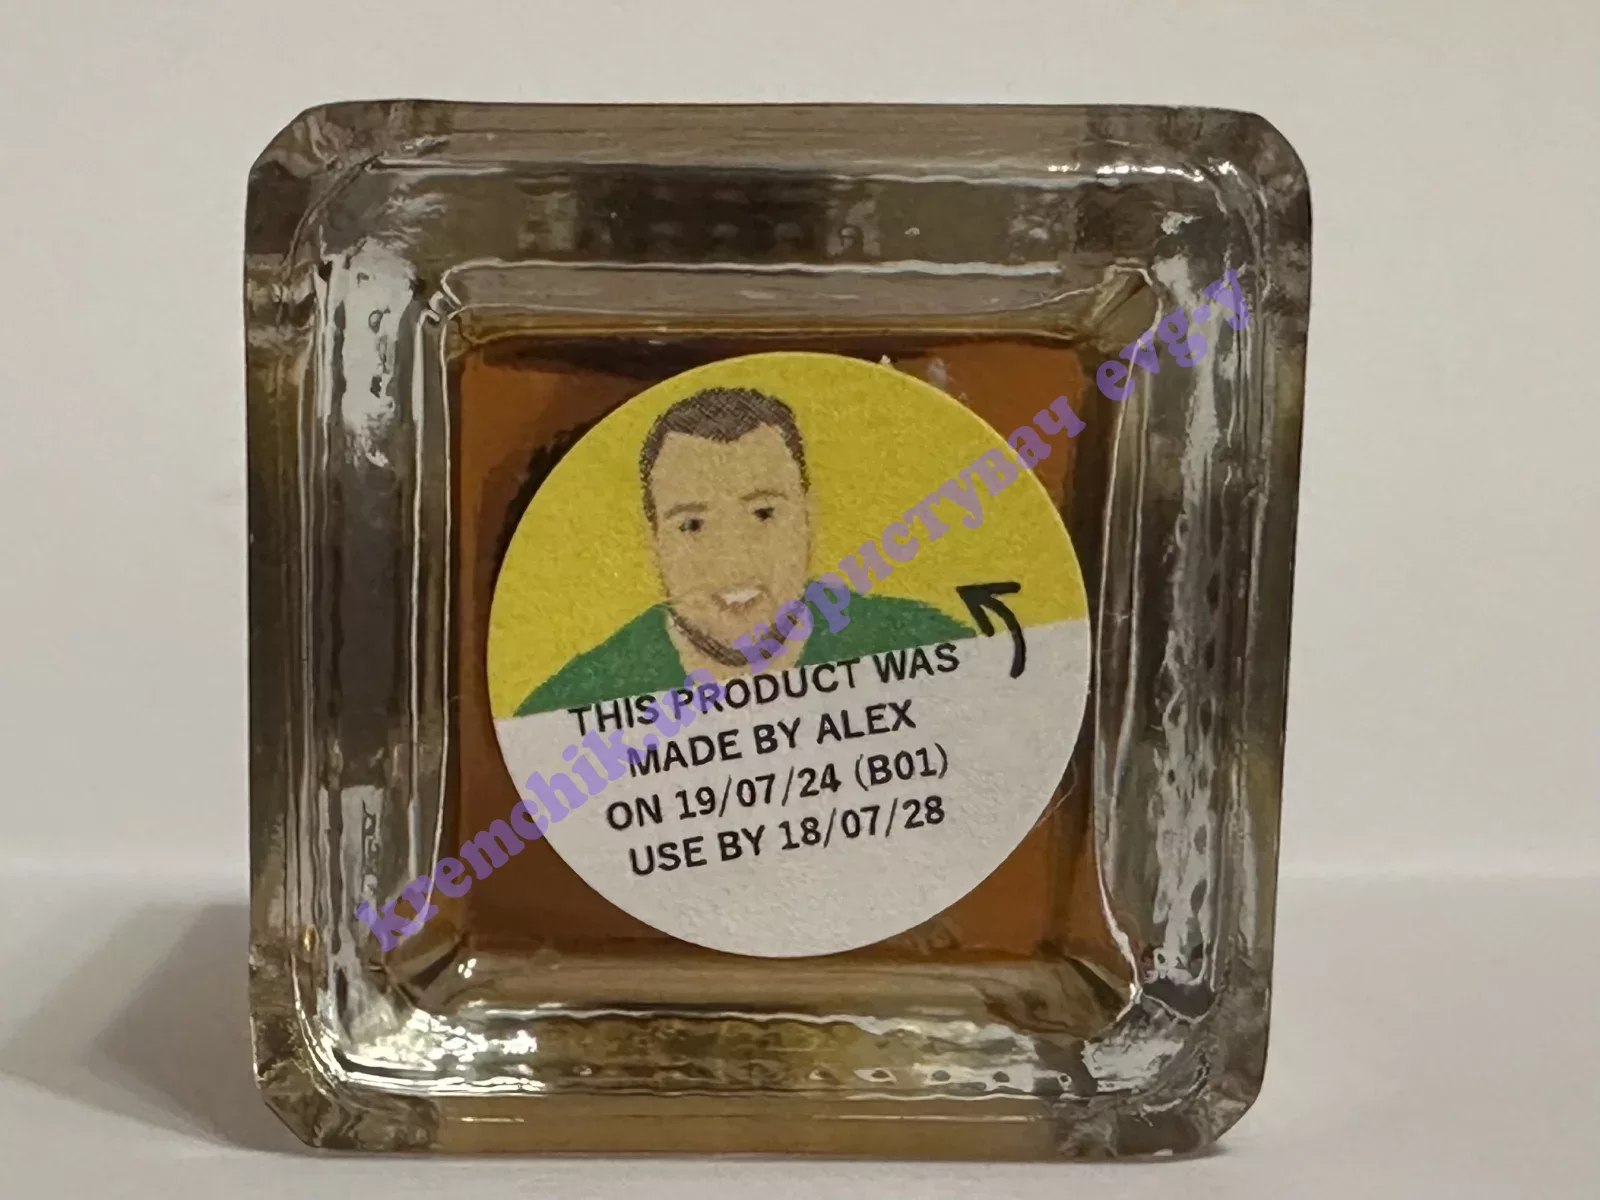 THIS PRODUCT WAS
MADE BY ALEX
ON 19/07/24 (B01)
USE BY 18/07/28
kremchik.ua користувач evg-y